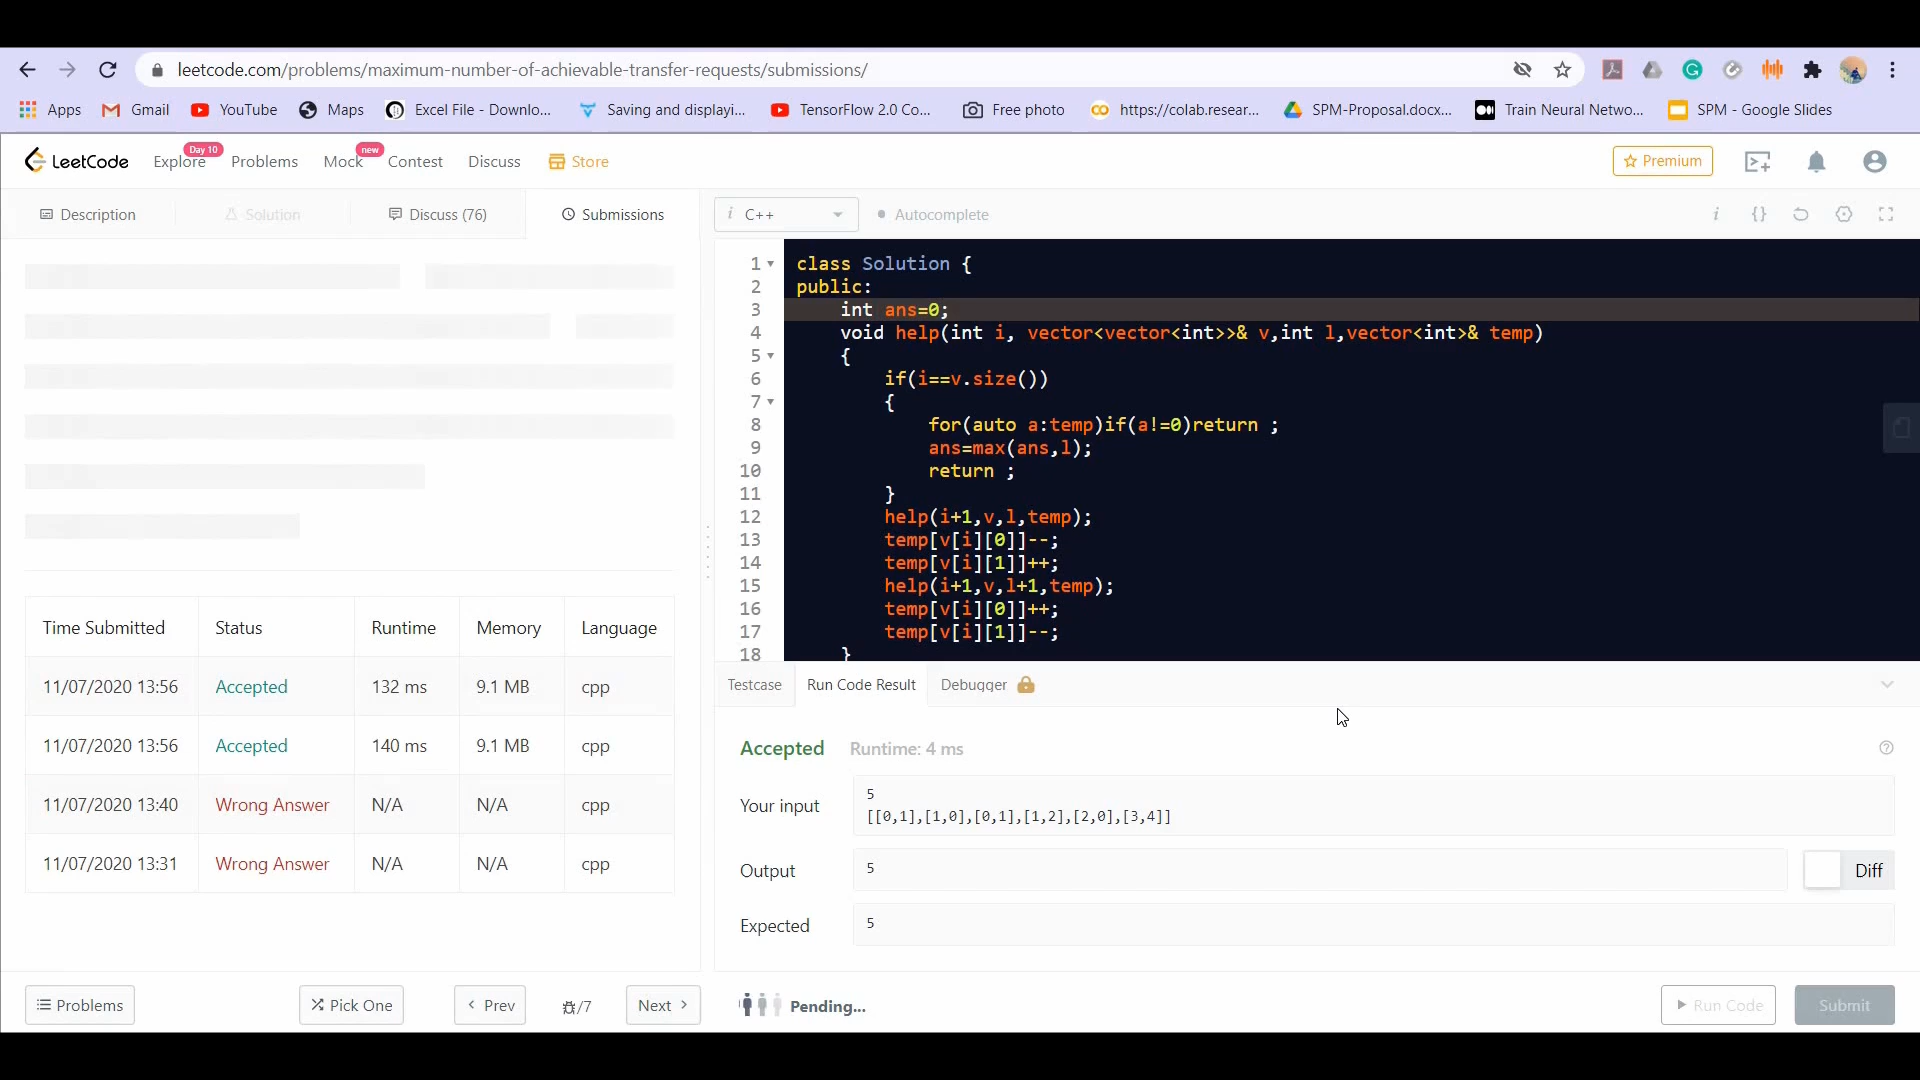 leetcode.com/problems/maximum-number-of-achievable-transfer-requests/submissions/
Apps Gmail YouTube Maps Excel File - Downlo... Saving and displayi... TensorFlow 2.0 Co... Free photo https://colab.resear... SPM-Proposal.docx... Train Neural Netwo... SPM - Google Slides
LeetCode Explore Day 10 Problems Mock new Contest Discuss Store Premium
Description Solution Discuss (76) Submissions i C++ Autocomplete i {}
1 class Solution {
2 public:
3 int ans=0;
4 void help(int i, vector<vector<int>>& v,int l,vector<int>& temp)
5 {
6 if(i==v.size())
7 {
8 for(auto a:temp)if(a!=0)return ;
9 ans=max(ans,l);
10 return ;
11 }
12 help(i+1,v,l,temp);
13 temp[v[i][0]]--;
14 temp[v[i][1]]++;
15 help(i+1,v,l+1,temp);
16 temp[v[i][0]]++;
17 temp[v[i][1]]--;
18 }
Time Submitted Status Runtime Memory Language
11/07/2020 13:56 Accepted 132 ms 9.1 MB cpp
11/07/2020 13:56 Accepted 140 ms 9.1 MB cpp
11/07/2020 13:40 Wrong Answer N/A N/A cpp
11/07/2020 13:31 Wrong Answer N/A N/A cpp
Testcase Run Code Result Debugger
Accepted Runtime: 4 ms
Your input
5
[[0,1],[1,0],[0,1],[1,2],[2,0],[3,4]]
Output 5 Diff
Expected 5
Problems Pick One Prev /7 Next Pending... Run Code Submit